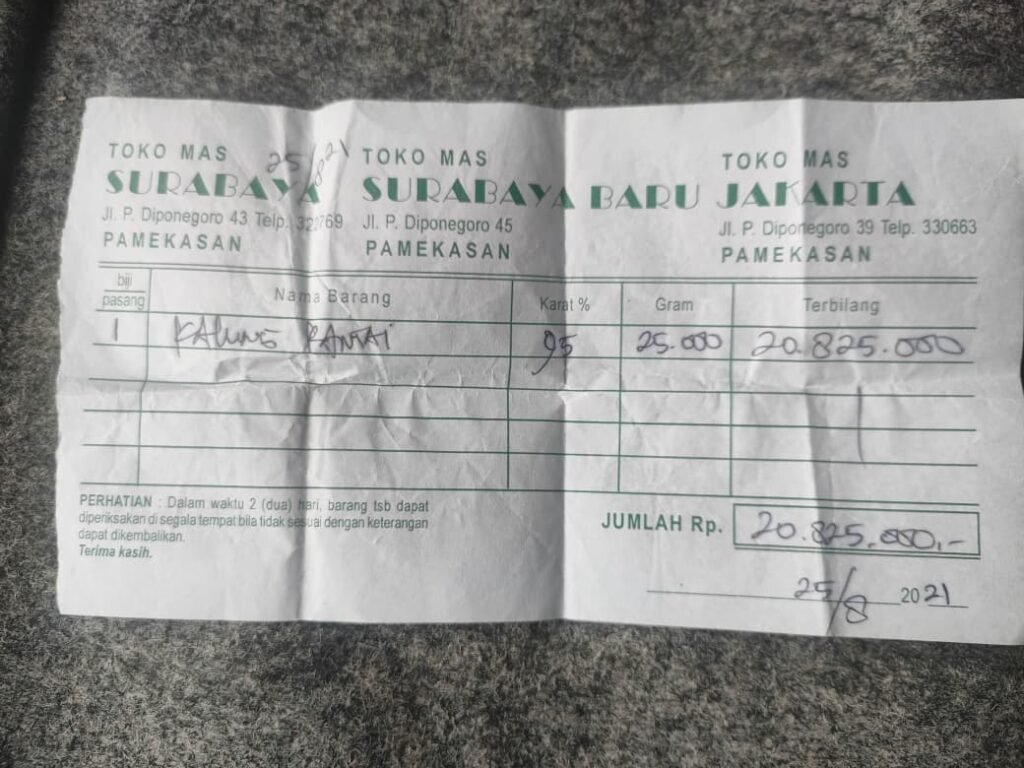 25/8 21
TOKO MAS
SURABAYA
Jl. P. Diponegoro 43 Telp. 322769
PAMEKASAN
TOKO MAS
SURABAYA BARU
Jl. P. Diponegoro 45
PAMEKASAN
TOKO MAS
JAKARTA
Jl. P. Diponegoro 39 Telp. 330663
PAMEKASAN
biji
pasang
Nama Barang
Karat %
Gram
Terbilang
1 KALUNG RANTAI 95 25.000 20.825.000
PERHATIAN : Dalam waktu 2 (dua) hari, barang tsb dapat
diperiksakan di segala tempat bila tidak sesuai dengan keterangan
dapat dikembalikan.
Terima kasih.
JUMLAH Rp. 20.825.000,-
25/8 2021